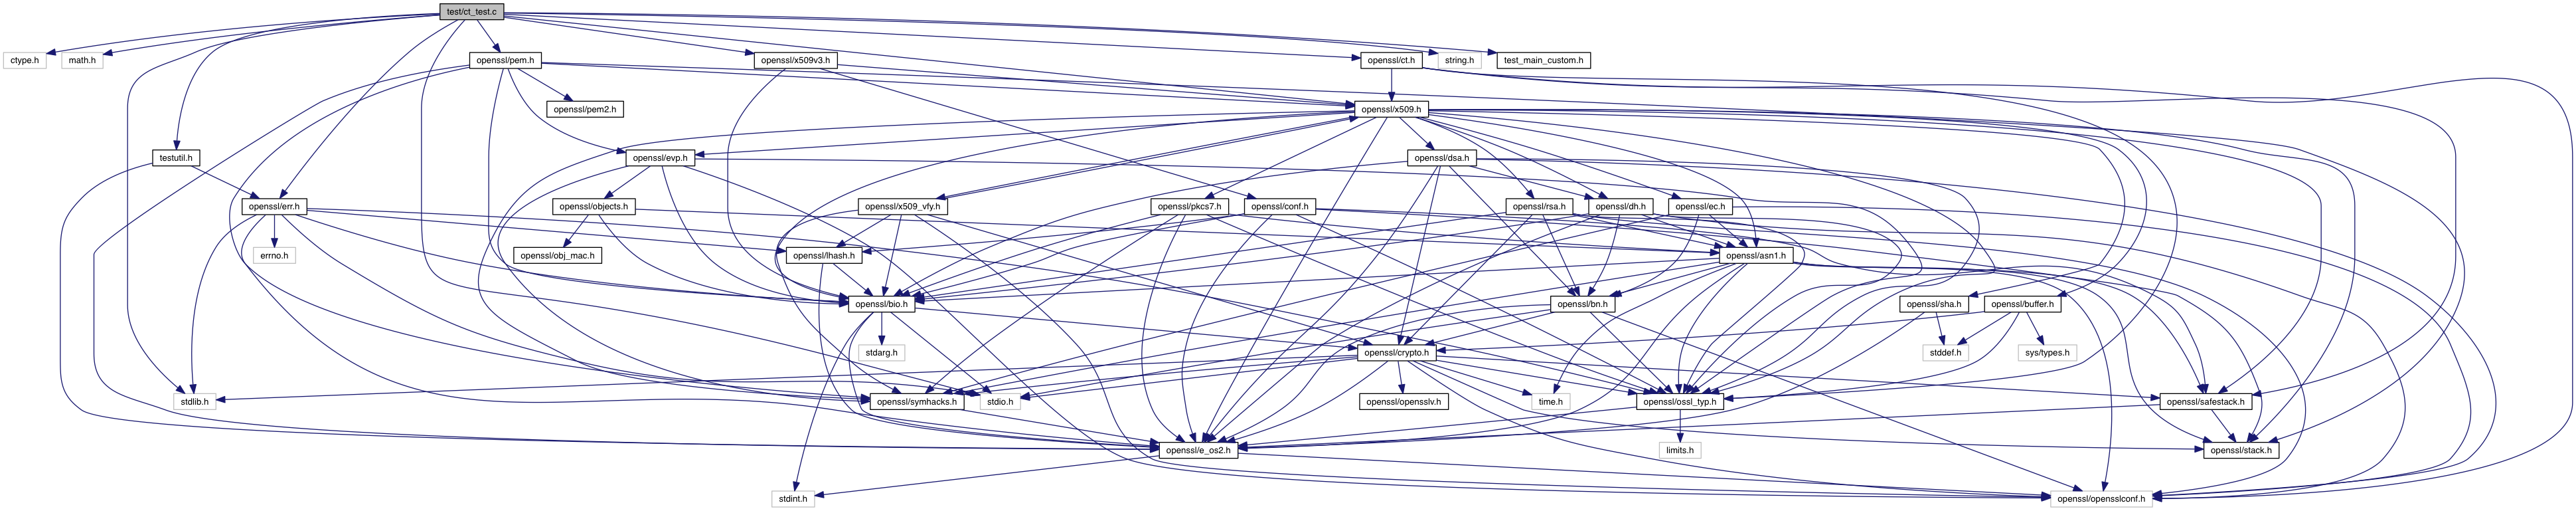 test/ct_test.c
ctype.h
math.h
openssl/pem.h
openssl/x509v3.h
openssl/ct.h
string.h
test_main_custom.h
openssl/pem2.h
openssl/x509.h
testutil.h
openssl/evp.h
openssl/dsa.h
openssl/err.h
openssl/objects.h
openssl/x509_vfy.h
openssl/pkcs7.h
openssl/conf.h
openssl/rsa.h
openssl/dh.h
openssl/ec.h
errno.h
openssl/obj_mac.h
openssl/lhash.h
openssl/asn1.h
openssl/bio.h
openssl/bn.h
openssl/sha.h
openssl/buffer.h
stdarg.h
openssl/crypto.h
stddef.h
sys/types.h
stdlib.h
openssl/symhacks.h
stdio.h
openssl/opensslv.h
time.h
openssl/ossl_typ.h
openssl/safestack.h
openssl/e_os2.h
limits.h
openssl/stack.h
stdint.h
openssl/opensslconf.h